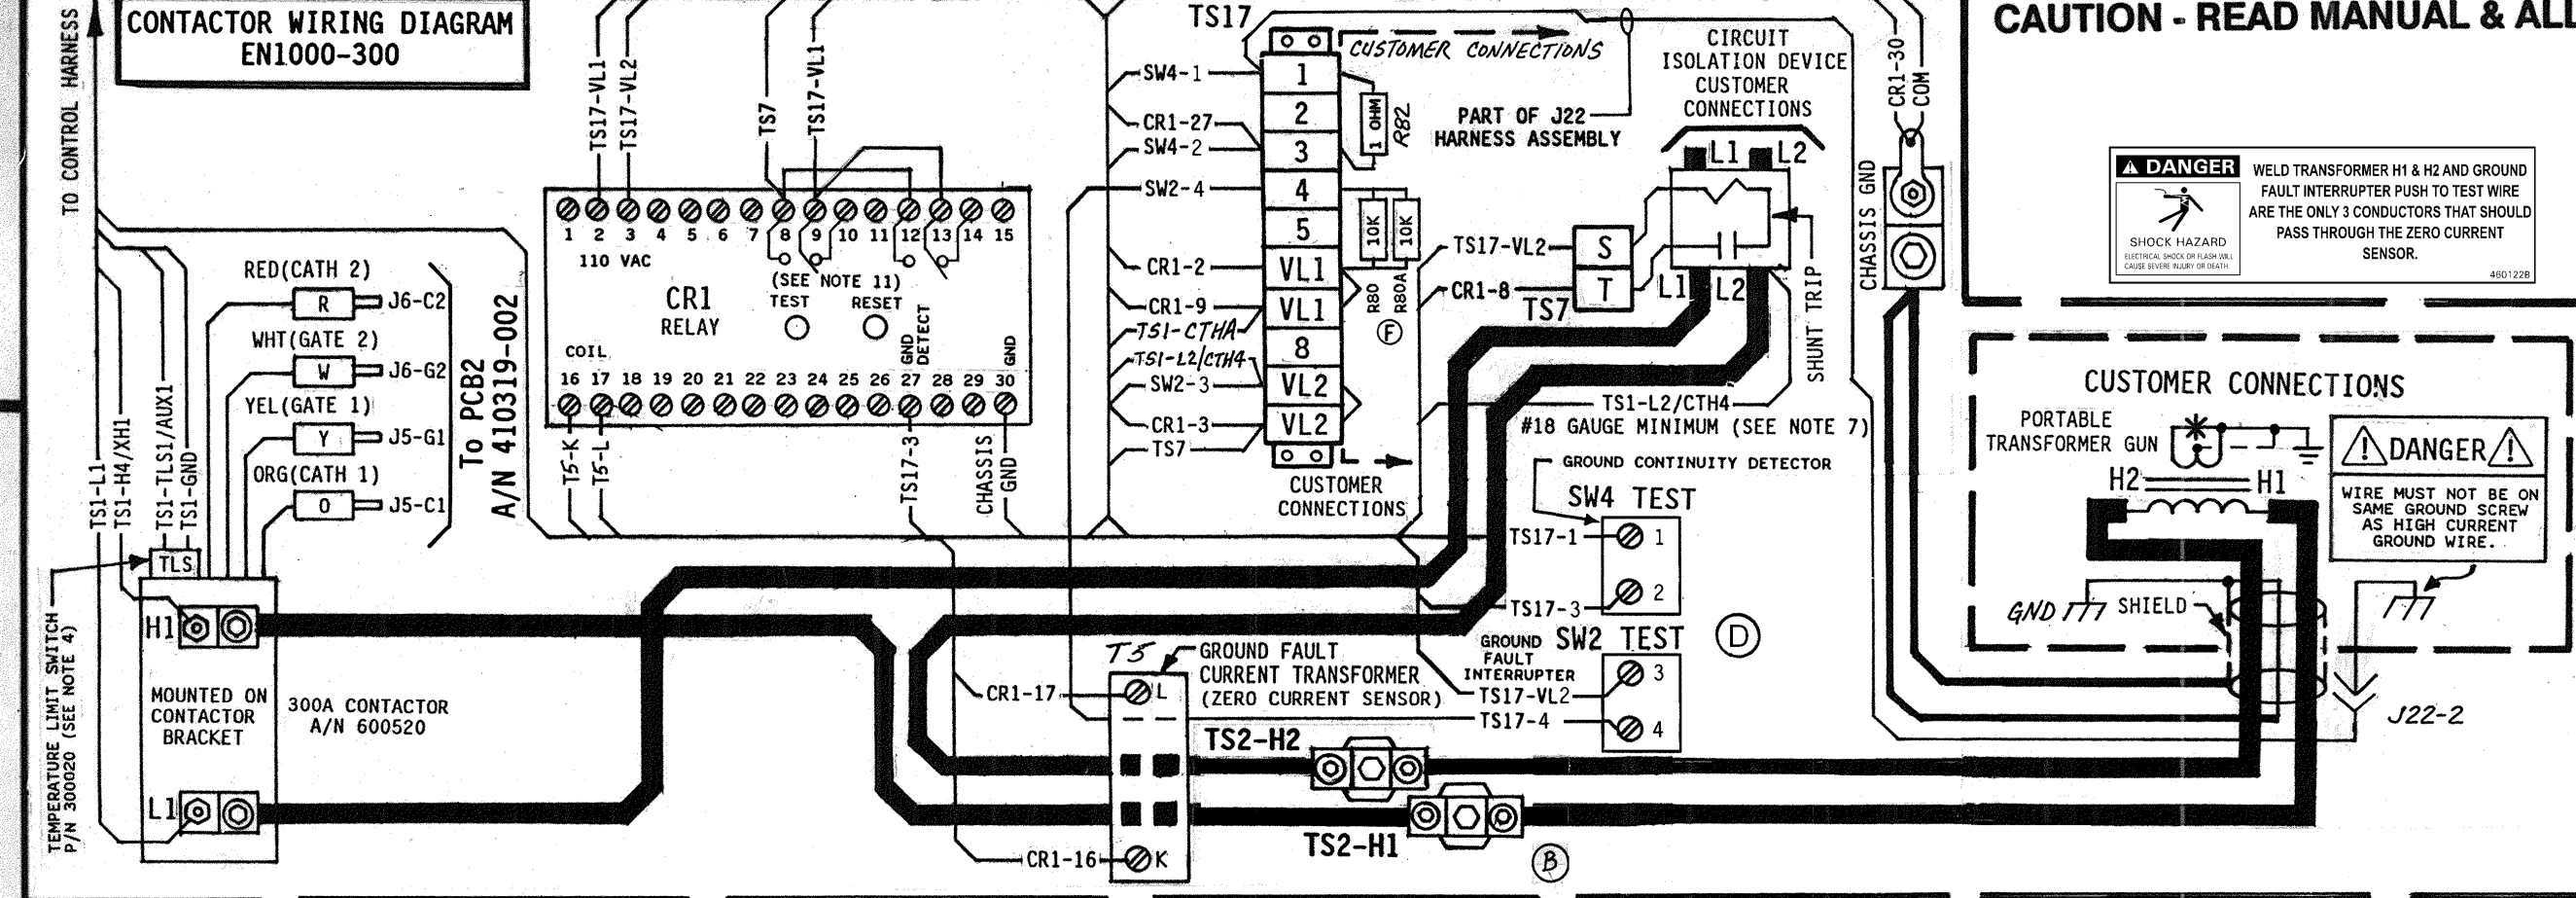 CONTACTOR WIRING DIAGRAM
EN1000-300
TO CONTROL HARNESS
TS17-VL1
TS17-VL2
TS7
TS17-VL1
1 2 3 4 5 6 7 8 9 10 11 12 13 14 15
110 VAC
(SEE NOTE 11)
TEST RESET
CR1
RELAY
GND
DETECT
GND
COIL
16 17 18 19 20 21 22 23 24 25 26 27 28 29 30
T5-K
T5-L
TS17-3
CHASSIS
GND
RED(CATH 2)
R
J6-C2
WHT(GATE 2)
W
J6-G2
YEL(GATE 1)
Y
J5-G1
ORG(CATH 1)
O
J5-C1
To PCB2
A/N 410319-002
TS1-L1
TS1-H4/XH1
TS1-TLS1/AUX1
TS1-GND
TLS
TEMPERATURE LIMIT SWITCH
P/N 300020 (SEE NOTE 4)
H1
MOUNTED ON
CONTACTOR
BRACKET
L1
300A CONTACTOR
A/N 600520
TS17
CUSTOMER CONNECTIONS
SW4-1
CR1-27
SW4-2
SW2-4
CR1-2
CR1-9
TS1-CTHA
TS1-L2/CTH4
SW2-3
CR1-3
TS7
1
2
3
4
5
VL1
VL1
8
VL2
VL2
1 OHM
R82
10K
10K
R80
R80A
F
CUSTOMER
CONNECTIONS
PART OF J22
HARNESS ASSEMBLY
CIRCUIT
ISOLATION DEVICE
CUSTOMER
CONNECTIONS
L1 L2
TS17-VL2
S
CR1-8
T
TS7
L1 L2
SHUNT TRIP
TS1-L2/CTH4
#18 GAUGE MINIMUM (SEE NOTE 7)
GROUND CONTINUITY DETECTOR
SW4 TEST
TS17-1
1
TS17-3
2
GROUND
FAULT
INTERRUPTER
SW2 TEST
D
TS17-VL2
3
TS17-4
4
T5
GROUND FAULT
CURRENT TRANSFORMER
(ZERO CURRENT SENSOR)
CR1-17
L
CR1-16
K
TS2-H2
TS2-H1
B
CR1-30
COM
CHASSIS GND
CAUTION - READ MANUAL & ALL
DANGER
SHOCK HAZARD
ELECTRICAL SHOCK OR FLASH WILL
CAUSE SEVERE INJURY OR DEATH.
WELD TRANSFORMER H1 & H2 AND GROUND
FAULT INTERRUPTER PUSH TO TEST WIRE
ARE THE ONLY 3 CONDUCTORS THAT SHOULD
PASS THROUGH THE ZERO CURRENT
SENSOR.
460122B
CUSTOMER CONNECTIONS
PORTABLE
TRANSFORMER GUN
H2 H1
DANGER
WIRE MUST NOT BE ON
SAME GROUND SCREW
AS HIGH CURRENT
GROUND WIRE.
GND
SHIELD
J22-2